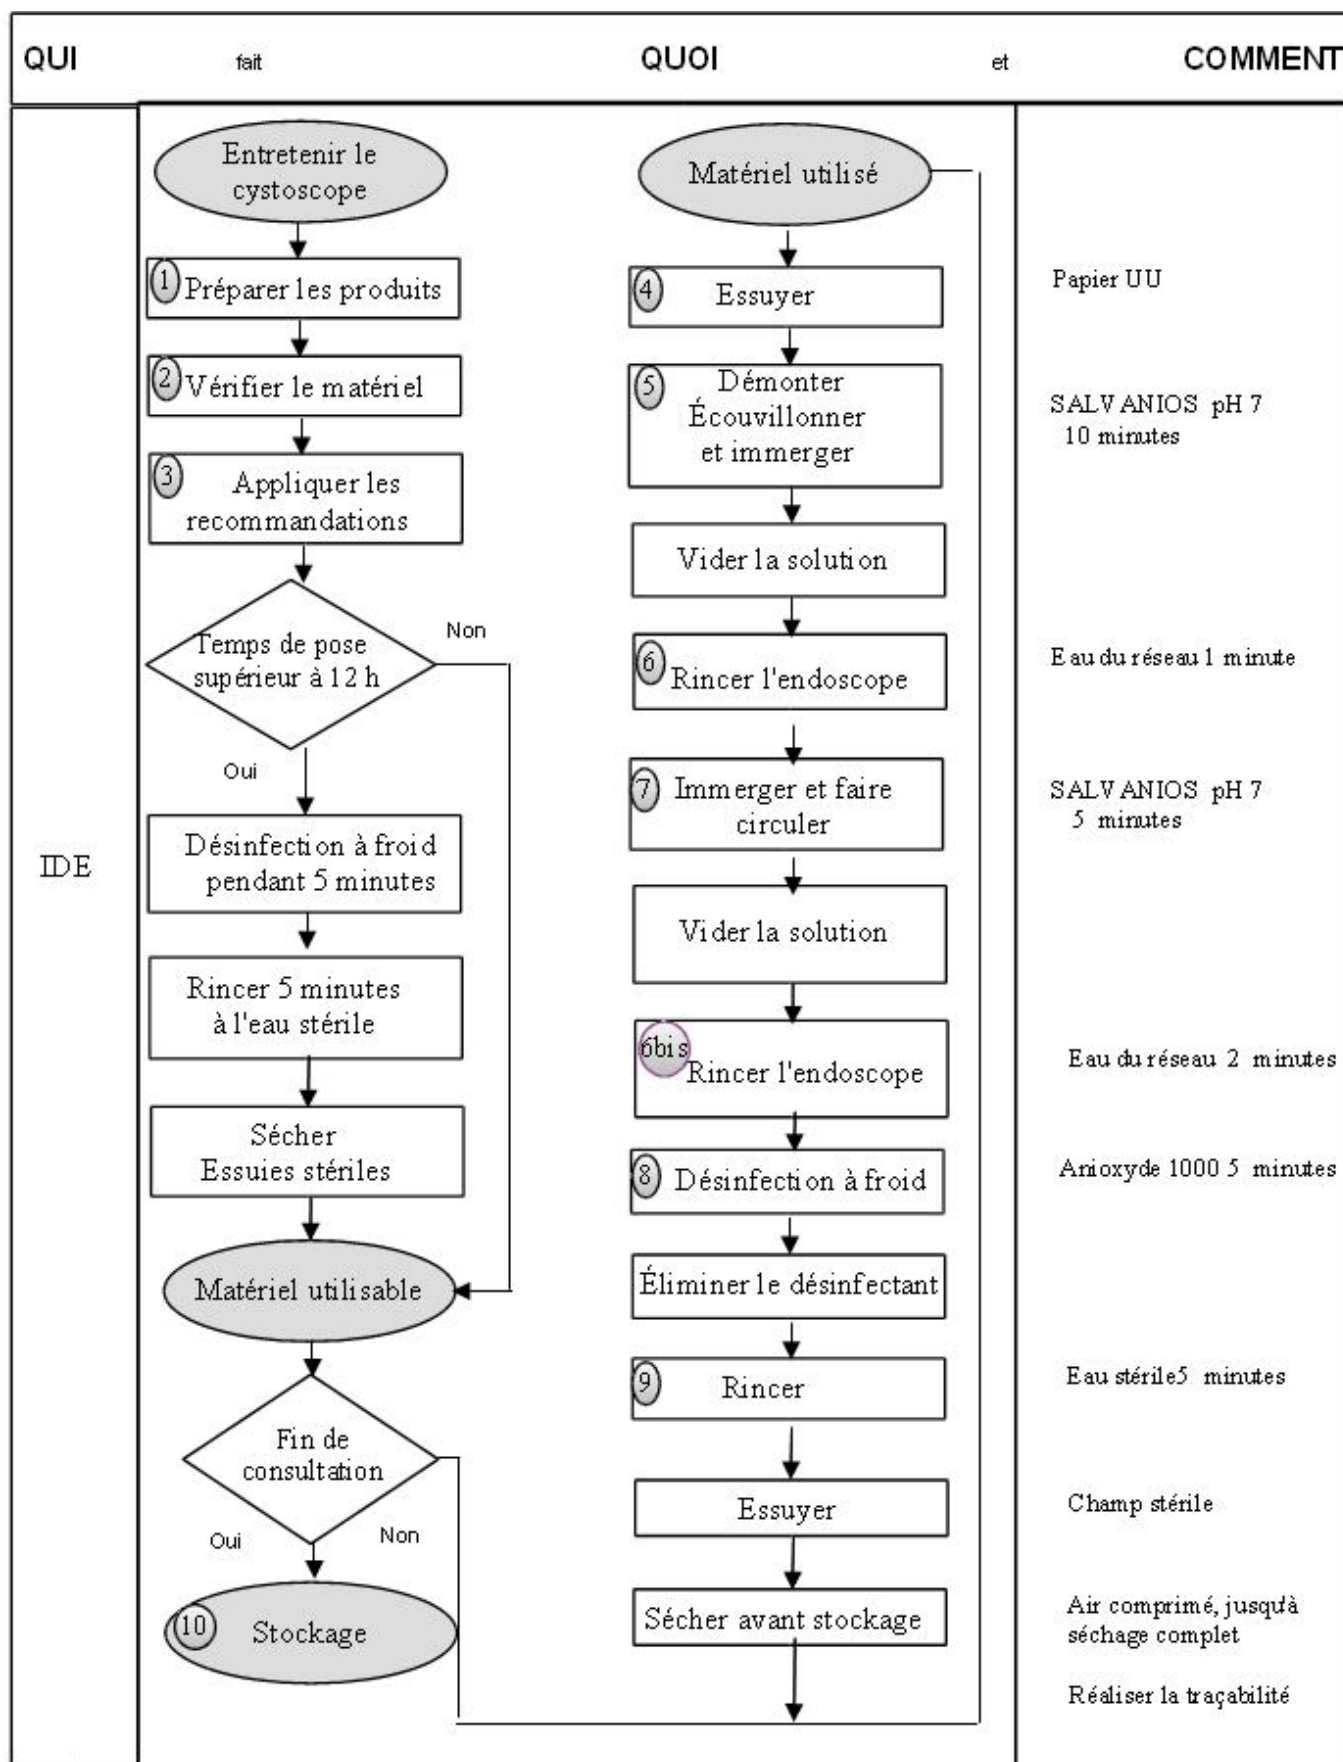 QUI fait QUOI et COMMENT
IDE
Entretenir le
cystoscope
1 Préparer les produits
2 Vérifier le matériel
3 Appliquer les
recommandations
Temps de pose
supérieur à 12 h
Non
Oui
Désinfection à froid
pendant 5 minutes
Rincer 5 minutes
à l'eau stérile
Sécher
Essuies stériles
Matériel utilisable
Fin de
consultation
Oui
Non
10 Stockage
Matériel utilisé
4 Essuyer
5 Démonter
Écouvillonner
et immerger
Vider la solution
6 Rincer l'endoscope
7 Immerger et faire
circuler
Vider la solution
6bis Rincer l'endoscope
8 Désinfection à froid
Éliminer le désinfectant
9 Rincer
Essuyer
Sécher avant stockage
Papier UU
SALVANIOS pH 7
10 minutes
Eau du réseau 1 minute
SALVANIOS pH 7
5 minutes
Eau du réseau 2 minutes
Anioxyde 1000 5 minutes
Eau stérile5 minutes
Champ stérile
Air comprimé, jusqu'à
séchage complet
Réaliser la traçabilité